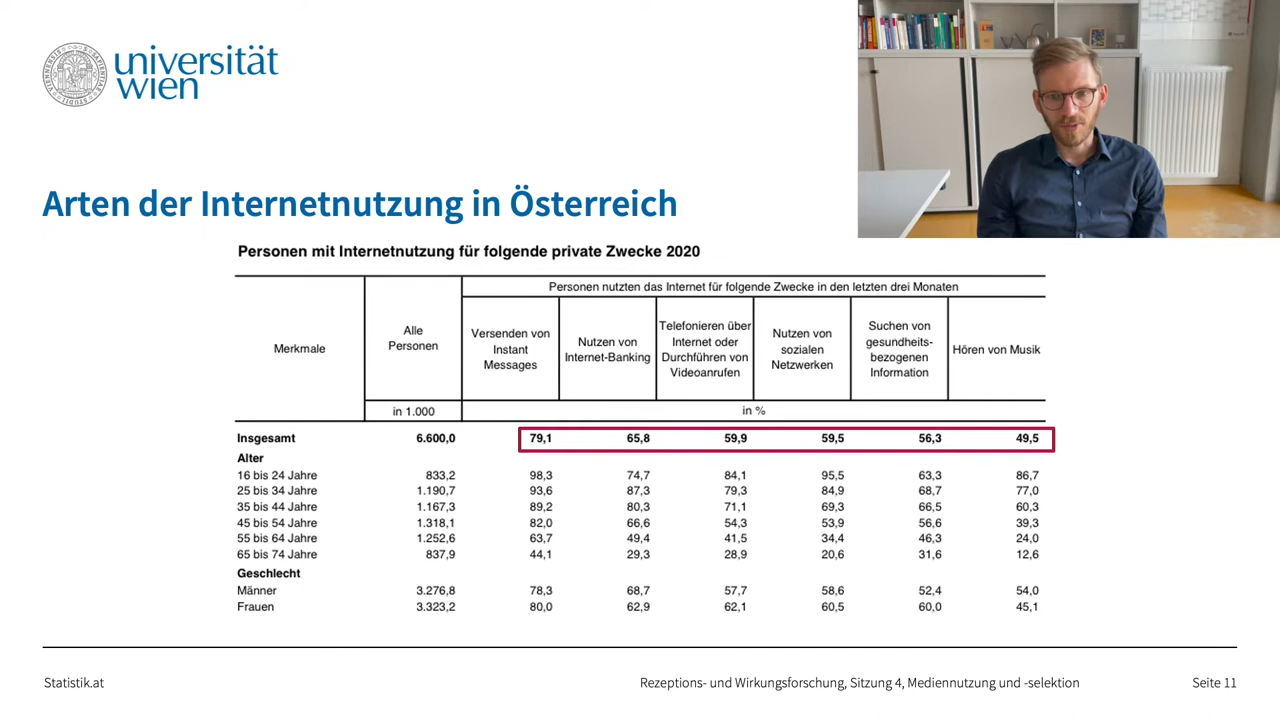 universität
wien
Arten der Internetnutzung in Österreich
Personen mit Internetnutzung für folgende private Zwecke 2020
Merkmale
Alle
Personen
Personen nutzten das Internet für folgende Zwecke in den letzten drei Monaten
Versenden von
Instant
Messages
Nutzen von
Internet-Banking
Telefonieren über
Internet oder
Durchführen von
Videoanrufen
Nutzen von
sozialen
Netzwerken
Suchen von
gesundheits-
bezogenen
Information
Hören von Musik
in 1.000
in %
Insgesamt 6.600,0 79,1 65,8 59,9 59,5 56,3 49,5
Alter
16 bis 24 Jahre 833,2 98,3 74,7 84,1 95,5 63,3 86,7
25 bis 34 Jahre 1.190,7 93,6 87,3 79,3 84,9 68,7 77,0
35 bis 44 Jahre 1.167,3 89,2 80,3 71,1 69,3 66,5 60,3
45 bis 54 Jahre 1.318,1 82,0 66,6 54,3 53,9 56,6 39,3
55 bis 64 Jahre 1.252,6 63,7 49,4 41,5 34,4 46,3 24,0
65 bis 74 Jahre 837,9 44,1 29,3 28,9 20,6 31,6 12,6
Geschlecht
Männer 3.276,8 78,3 68,7 57,7 58,6 52,4 54,0
Frauen 3.323,2 80,0 62,9 62,1 60,5 60,0 45,1
Statistik.at
Rezeptions- und Wirkungsforschung, Sitzung 4, Mediennutzung und -selektion
Seite 11